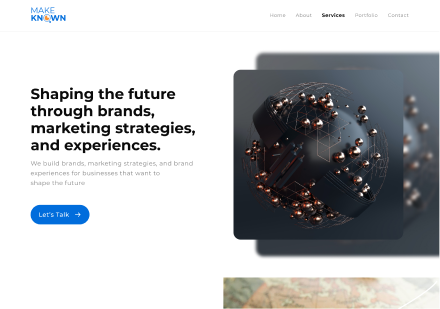 MAKE
KNOWN
Home About Services Portfolio Contact
Shaping the future
through brands,
marketing strategies,
and experiences.
We build brands, marketing strategies, and brand
experiences for businesses that want to
shape the future
Let's Talk →